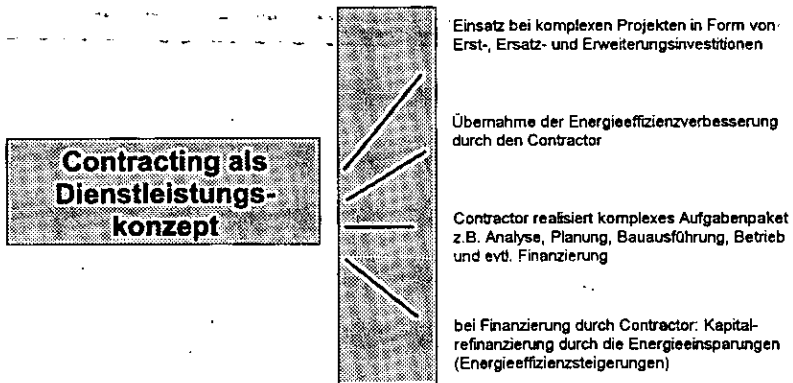 Einsatz bei komplexen Projekten in Form von
Erst-, Ersatz- und Erweiterungsinvestitionen
Übernahme der Energieeffizienzverbesserung
durch den Contractor
Contracting als
Dienstleistungs-
konzept
Contractor realisiert komplexes Aufgabenpaket
z.B. Analyse, Planung, Bauausführung, Betrieb
und evtl. Finanzierung
bei Finanzierung durch Contractor: Kapital-
refinanzierung durch die Energieeinsparungen
(Energieeffizienzsteigerungen)